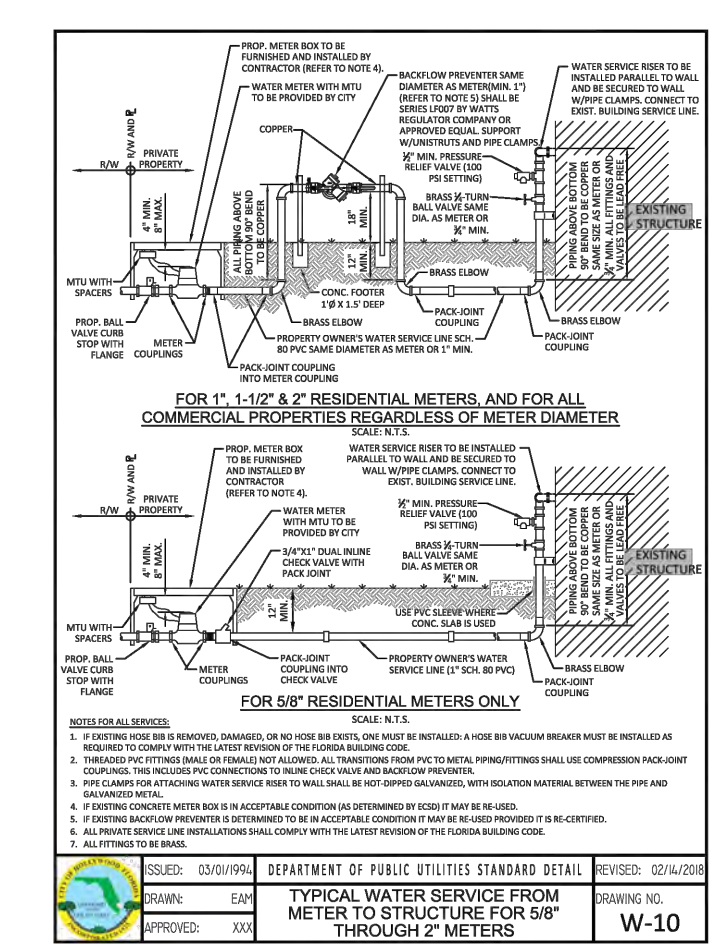 PROP. METER BOX TO BE
FURNISHED AND INSTALLED BY
CONTRACTOR (REFER TO NOTE 4).
WATER METER WITH MTU
TO BE PROVIDED BY CITY
COPPER
BACKFLOW PREVENTER SAME
DIAMETER AS METER(MIN. 1")
(REFER TO NOTE 5) SHALL BE
SERIES LF007 BY WATTS
REGULATOR COMPANY OR
APPROVED EQUAL. SUPPORT
W/UNISTRUTS AND PIPE CLAMPS.
WATER SERVICE RISER TO BE
INSTALLED PARALLEL TO WALL
AND BE SECURED TO WALL
W/PIPE CLAMPS. CONNECT TO
EXIST. BUILDING SERVICE LINE.
½" MIN. PRESSURE
RELIEF VALVE (100
PSI SETTING)
BRASS ¼-TURN
BALL VALVE SAME
DIA. AS METER OR
¾" MIN.
R/W AND PL
R/W
PRIVATE
PROPERTY
4" MIN.
8" MAX.
ALL PIPING ABOVE
BOTTOM 90° BEND
TO BE COPPER
18"
MIN.
12"
MIN.
PIPING ABOVE BOTTOM
90° BEND TO BE COPPER
SAME SIZE AS METER OR
¾" MIN. ALL FITTINGS AND
VALVES TO BE LEAD FREE
EXISTING
STRUCTURE
MTU WITH
SPACERS
PROP. BALL
VALVE CURB
STOP WITH
FLANGE
METER
COUPLINGS
CONC. FOOTER
1'Ø X 1.5' DEEP
BRASS ELBOW
BRASS ELBOW
PROPERTY OWNER'S WATER SERVICE LINE SCH.
80 PVC SAME DIAMETER AS METER OR 1" MIN.
PACK-JOINT COUPLING
INTO METER COUPLING
PACK-JOINT
COUPLING
BRASS ELBOW
PACK-JOINT
COUPLING
FOR 1", 1-1/2" & 2" RESIDENTIAL METERS, AND FOR ALL
COMMERCIAL PROPERTIES REGARDLESS OF METER DIAMETER
SCALE: N.T.S.
PROP. METER BOX
TO BE FURNISHED
AND INSTALLED BY
CONTRACTOR
(REFER TO NOTE 4).
WATER METER
WITH MTU TO BE
PROVIDED BY CITY
3/4"X1" DUAL INLINE
CHECK VALVE WITH
PACK JOINT
WATER SERVICE RISER TO BE INSTALLED
PARALLEL TO WALL AND BE SECURED TO
WALL W/PIPE CLAMPS. CONNECT TO
EXIST. BUILDING SERVICE LINE.
½" MIN. PRESSURE
RELIEF VALVE (100
PSI SETTING)
BRASS ¼-TURN
BALL VALVE SAME
DIA. AS METER OR
¾" MIN.
R/W AND PL
R/W
PRIVATE
PROPERTY
4" MIN.
8" MAX.
12"
MIN.
USE PVC SLEEVE WHERE
CONC. SLAB IS USED
PIPING ABOVE BOTTOM
90° BEND TO BE COPPER
SAME SIZE AS METER OR
¾" MIN. ALL FITTINGS AND
VALVES TO BE LEAD FREE
EXISTING
STRUCTURE
MTU WITH
SPACERS
PROP. BALL
VALVE CURB
STOP WITH
FLANGE
METER
COUPLINGS
PACK-JOINT
COUPLING INTO
CHECK VALVE
PROPERTY OWNER'S WATER
SERVICE LINE (1" SCH. 80 PVC)
BRASS ELBOW
PACK-JOINT
COUPLING
FOR 5/8" RESIDENTIAL METERS ONLY
SCALE: N.T.S.
NOTES FOR ALL SERVICES:
1. IF EXISTING HOSE BIB IS REMOVED, DAMAGED, OR NO HOSE BIB EXISTS, ONE MUST BE INSTALLED: A HOSE BIB VACUUM BREAKER MUST BE INSTALLED AS
REQUIRED TO COMPLY WITH THE LATEST REVISION OF THE FLORIDA BUILDING CODE.
2. THREADED PVC FITTINGS (MALE OR FEMALE) NOT ALLOWED. ALL TRANSITIONS FROM PVC TO METAL PIPING/FITTINGS SHALL USE COMPRESSION PACK-JOINT
COUPLINGS. THIS INCLUDES PVC CONNECTIONS TO INLINE CHECK VALVE AND BACKFLOW PREVENTER.
3. PIPE CLAMPS FOR ATTACHING WATER SERVICE RISER TO WALL SHALL BE HOT-DIPPED GALVANIZED, WITH ISOLATION MATERIAL BETWEEN THE PIPE AND
GALVANIZED METAL.
4. IF EXISTING CONCRETE METER BOX IS IN ACCEPTABLE CONDITION (AS DETERMINED BY ECSD) IT MAY BE RE-USED.
5. IF EXISTING BACKFLOW PREVENTER IS DETERMINED TO BE IN ACCEPTABLE CONDITION IT MAY BE RE-USED PROVIDED IT IS RE-CERTIFIED.
6. ALL PRIVATE SERVICE LINE INSTALLATIONS SHALL COMPLY WITH THE LATEST REVISION OF THE FLORIDA BUILDING CODE.
7. ALL FITTINGS TO BE BRASS.
CITY OF HOLLYWOOD, FLORIDA
INCORPORATED 1925
ISSUED: 03/01/1994
DRAWN: EAM
APPROVED: XXX
DEPARTMENT OF PUBLIC UTILITIES STANDARD DETAIL
TYPICAL WATER SERVICE FROM
METER TO STRUCTURE FOR 5/8"
THROUGH 2" METERS
REVISED: 02/14/2018
DRAWING NO.
W-10